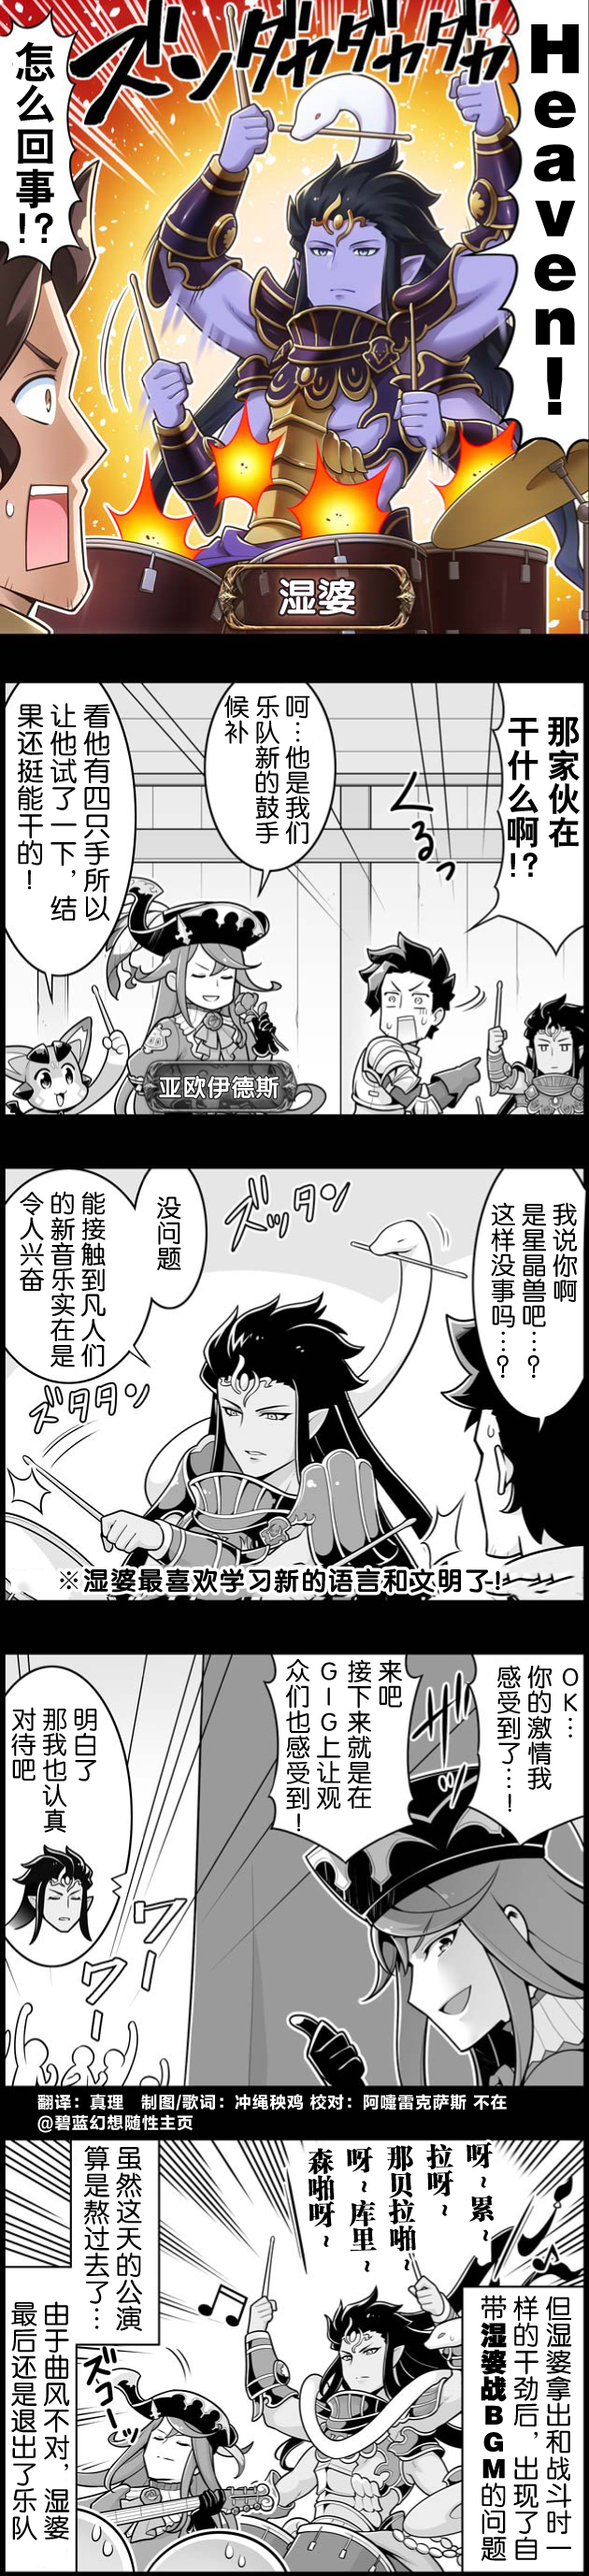 Heaven!
ズンダカダカダカ
怎么回事!?
湿婆
那家伙在
干什么啊!?
くるっ
呵…他是我们
乐队新的鼓手
候补
看他有四只手所以
让他试了一下，结
果还挺能干的！
亚欧伊德斯
我说你啊
是星晶兽吧…?
这样没事吗…?
ズッタン
没问题
能接触到凡人们
的新音乐实在是
令人兴奋
ズタタン
※湿婆最喜欢学习新的语言和文明了!
OK…
你的激情我
感受到了…!
ザッ
来吧
接下来就是在
GIG上让观
众们也感受到！
明白了
那我也认真
对待吧
ワー
ワー
翻译：真理　制图/歌词：冲绳秧鸡 校对：阿嚏雷克萨斯 不在
@碧蓝幻想随性主页
但湿婆拿出和战斗时一
样的干劲后，出现了自
带湿婆战BGM的问题
呀~累~
拉呀~
那贝拉啪~
呀~库里~
森啪呀~
虽然这天的公演
算是熬过去了…
ズコーッ
由于曲风不对，湿婆
最后还是退出了乐队